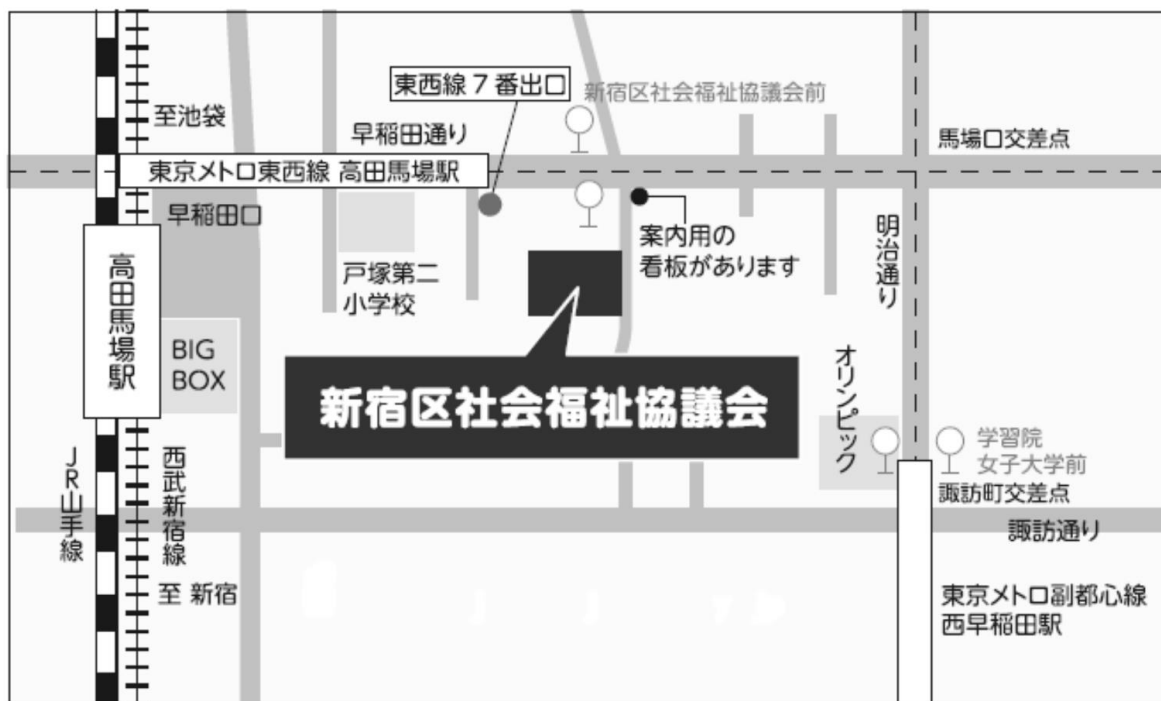 東西線7番出口
新宿区社会福祉協議会前
至池袋
早稲田通り
馬場口交差点
東京メトロ東西線 高田馬場駅
早稲田口
案内用の
看板があります
明治通り
戸塚第二
小学校
高田馬場駅
BIG
BOX
オリンピック
新宿区社会福祉協議会
学習院
女子大学前
JR山手線
西武新宿線
諏訪町交差点
諏訪通り
至 新宿
東京メトロ副都心線
西早稲田駅